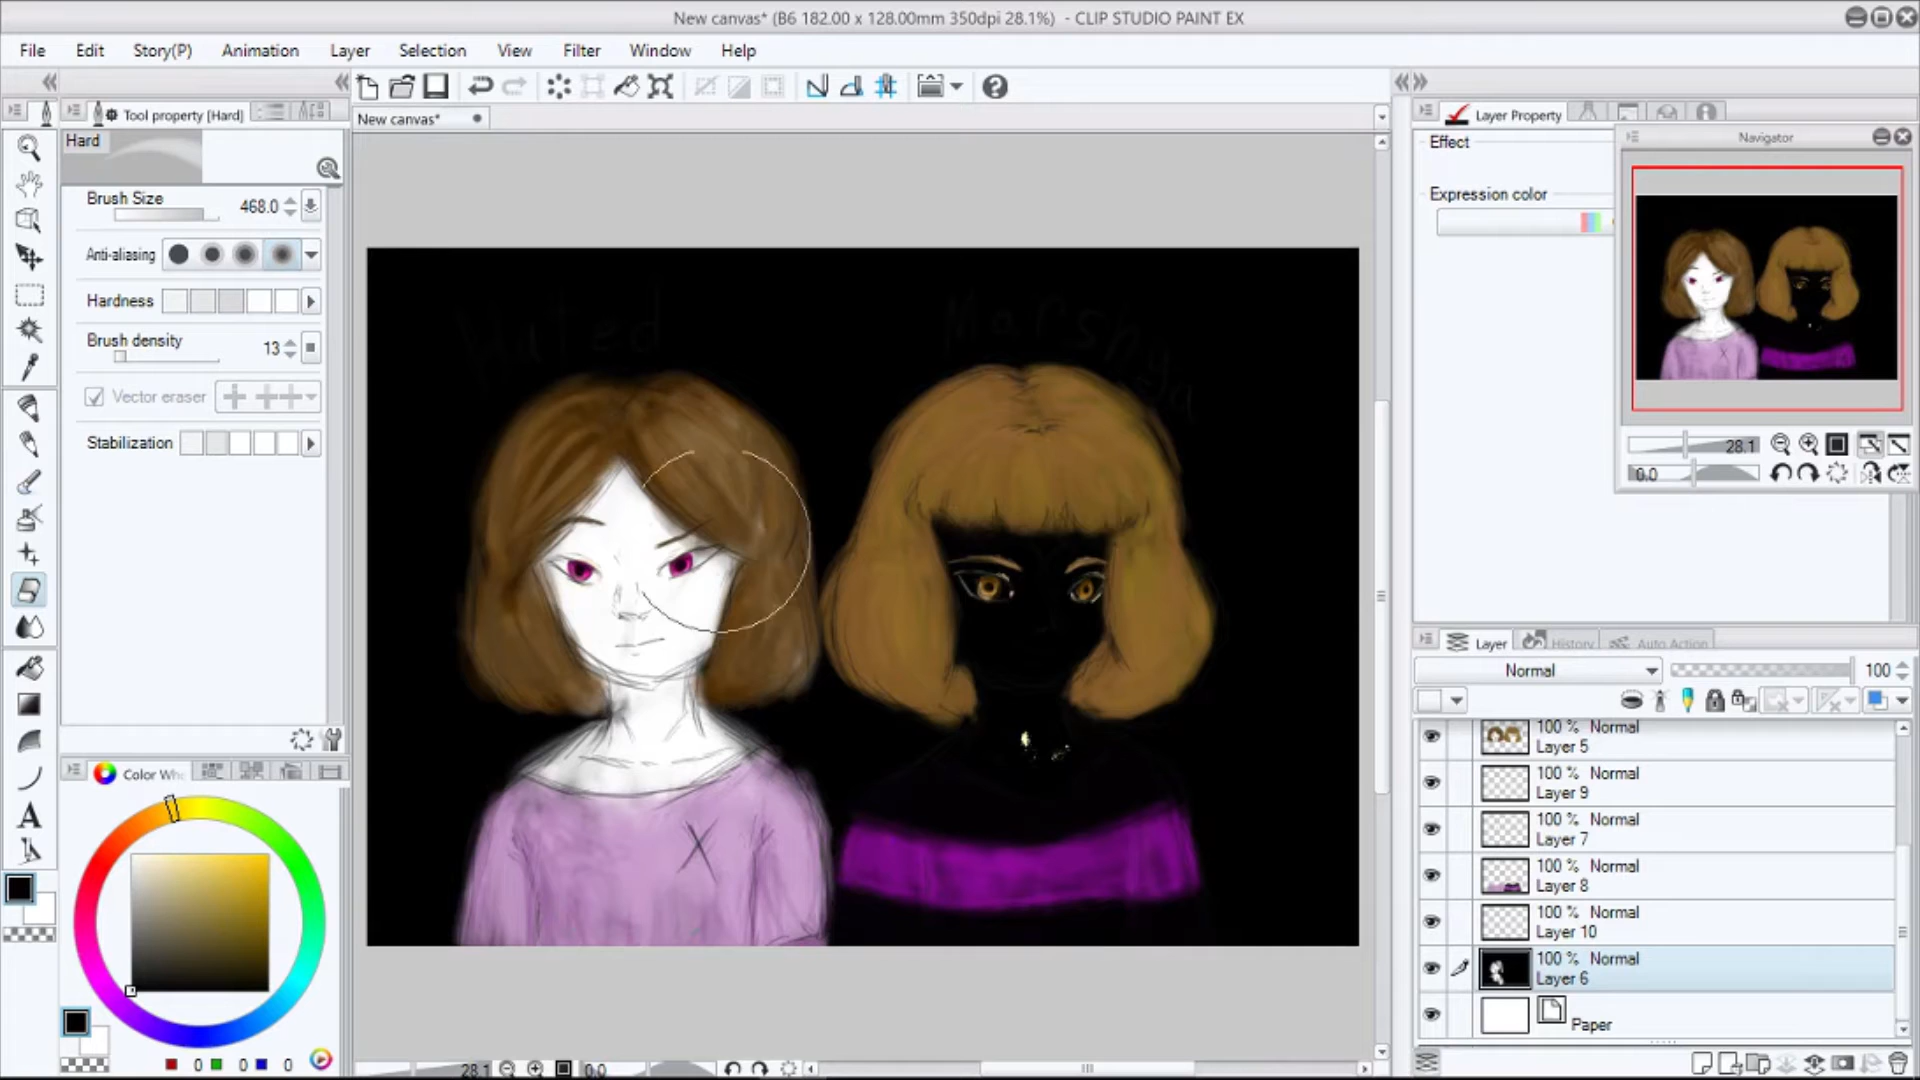 New canvas* (B6 182.00 x 128.00mm 350dpi 28.1%) - CLIP STUDIO PAINT EX
File Edit Story(P) Animation Layer Selection View Filter Window Help
Tool property [Hard]
New canvas*
Layer Property
Navigator
Hard
Effect
Brush Size 468.0
Expression color
Anti-aliasing
Hardness
Brush density 13
Vector eraser
Stabilization
28.1
0.0
Huted
Marshya
X
Layer History Auto Action
Normal 100
100 % Normal
Layer 5
100 % Normal
Layer 9
100 % Normal
Layer 7
100 % Normal
Layer 8
100 % Normal
Layer 10
100 % Normal
Layer 6
Paper
Color Whe
A
0 0 0
28.1 0.0